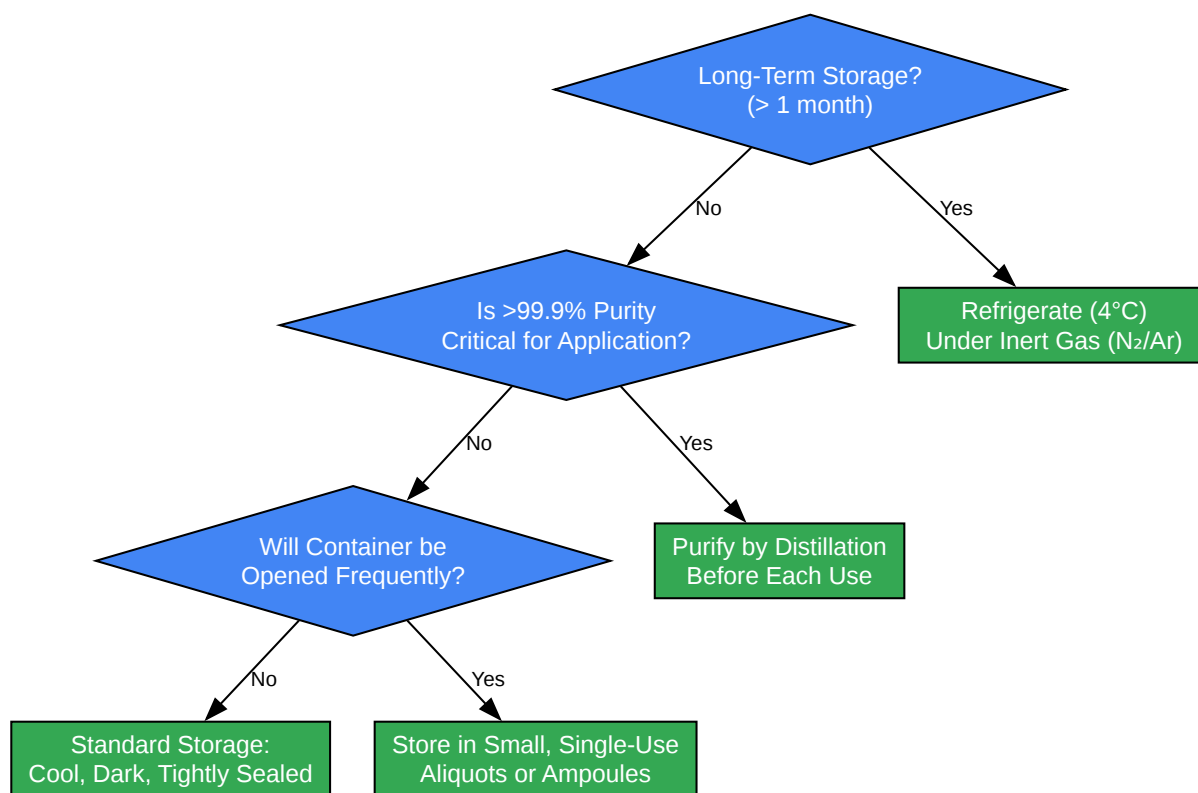 Long-Term Storage?
(> 1 month)
No
Yes
Is >99.9% Purity
Critical for Application?
Refrigerate (4°C)
Under Inert Gas (N₂/Ar)
No
Yes
Will Container be
Opened Frequently?
Purify by Distillation
Before Each Use
No
Yes
Standard Storage:
Cool, Dark, Tightly Sealed
Store in Small, Single-Use
Aliquots or Ampoules